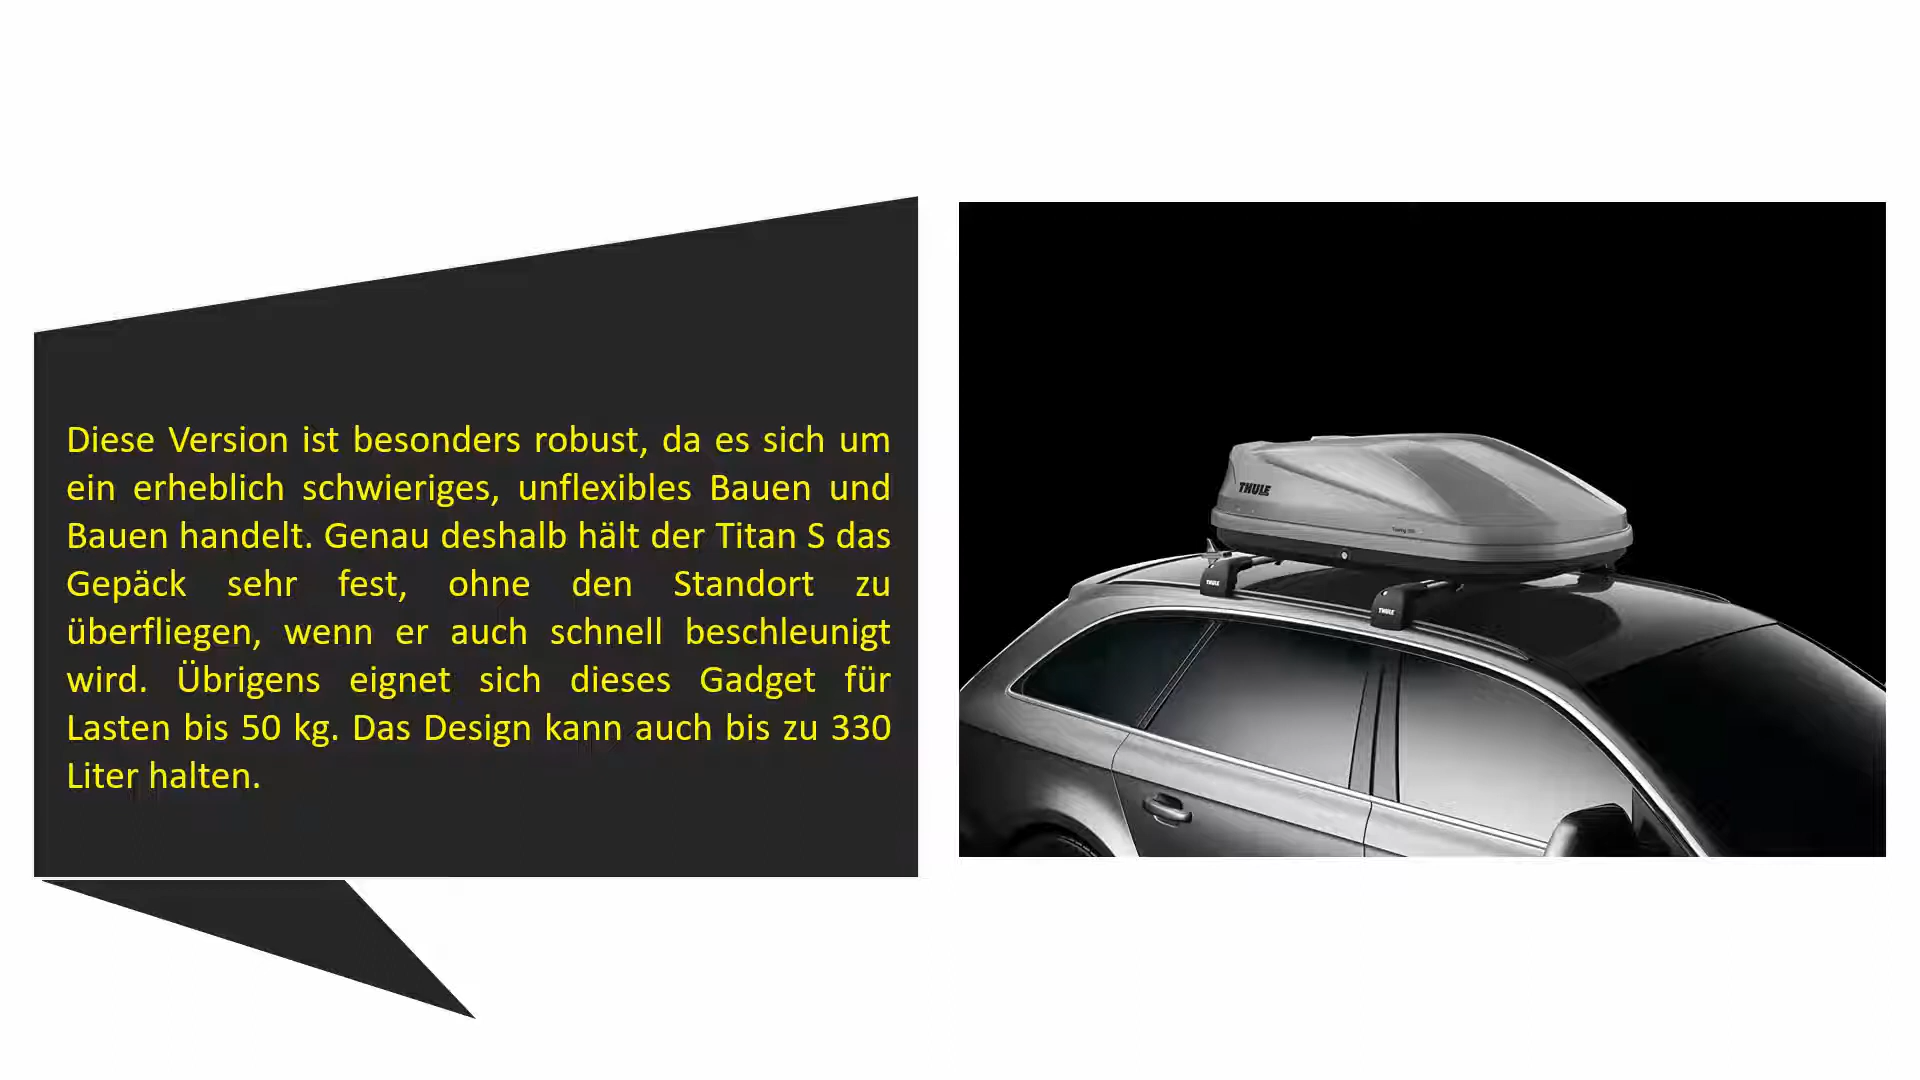 Diese Version ist besonders robust, da es sich um
ein erheblich schwieriges, unflexibles Bauen und
Bauen handelt. Genau deshalb hält der Titan S das
Gepäck sehr fest, ohne den Standort zu
überfliegen, wenn er auch schnell beschleunigt
wird. Übrigens eignet sich dieses Gadget für
Lasten bis 50 kg. Das Design kann auch bis zu 330
Liter halten.
THULE
THULE
THULE